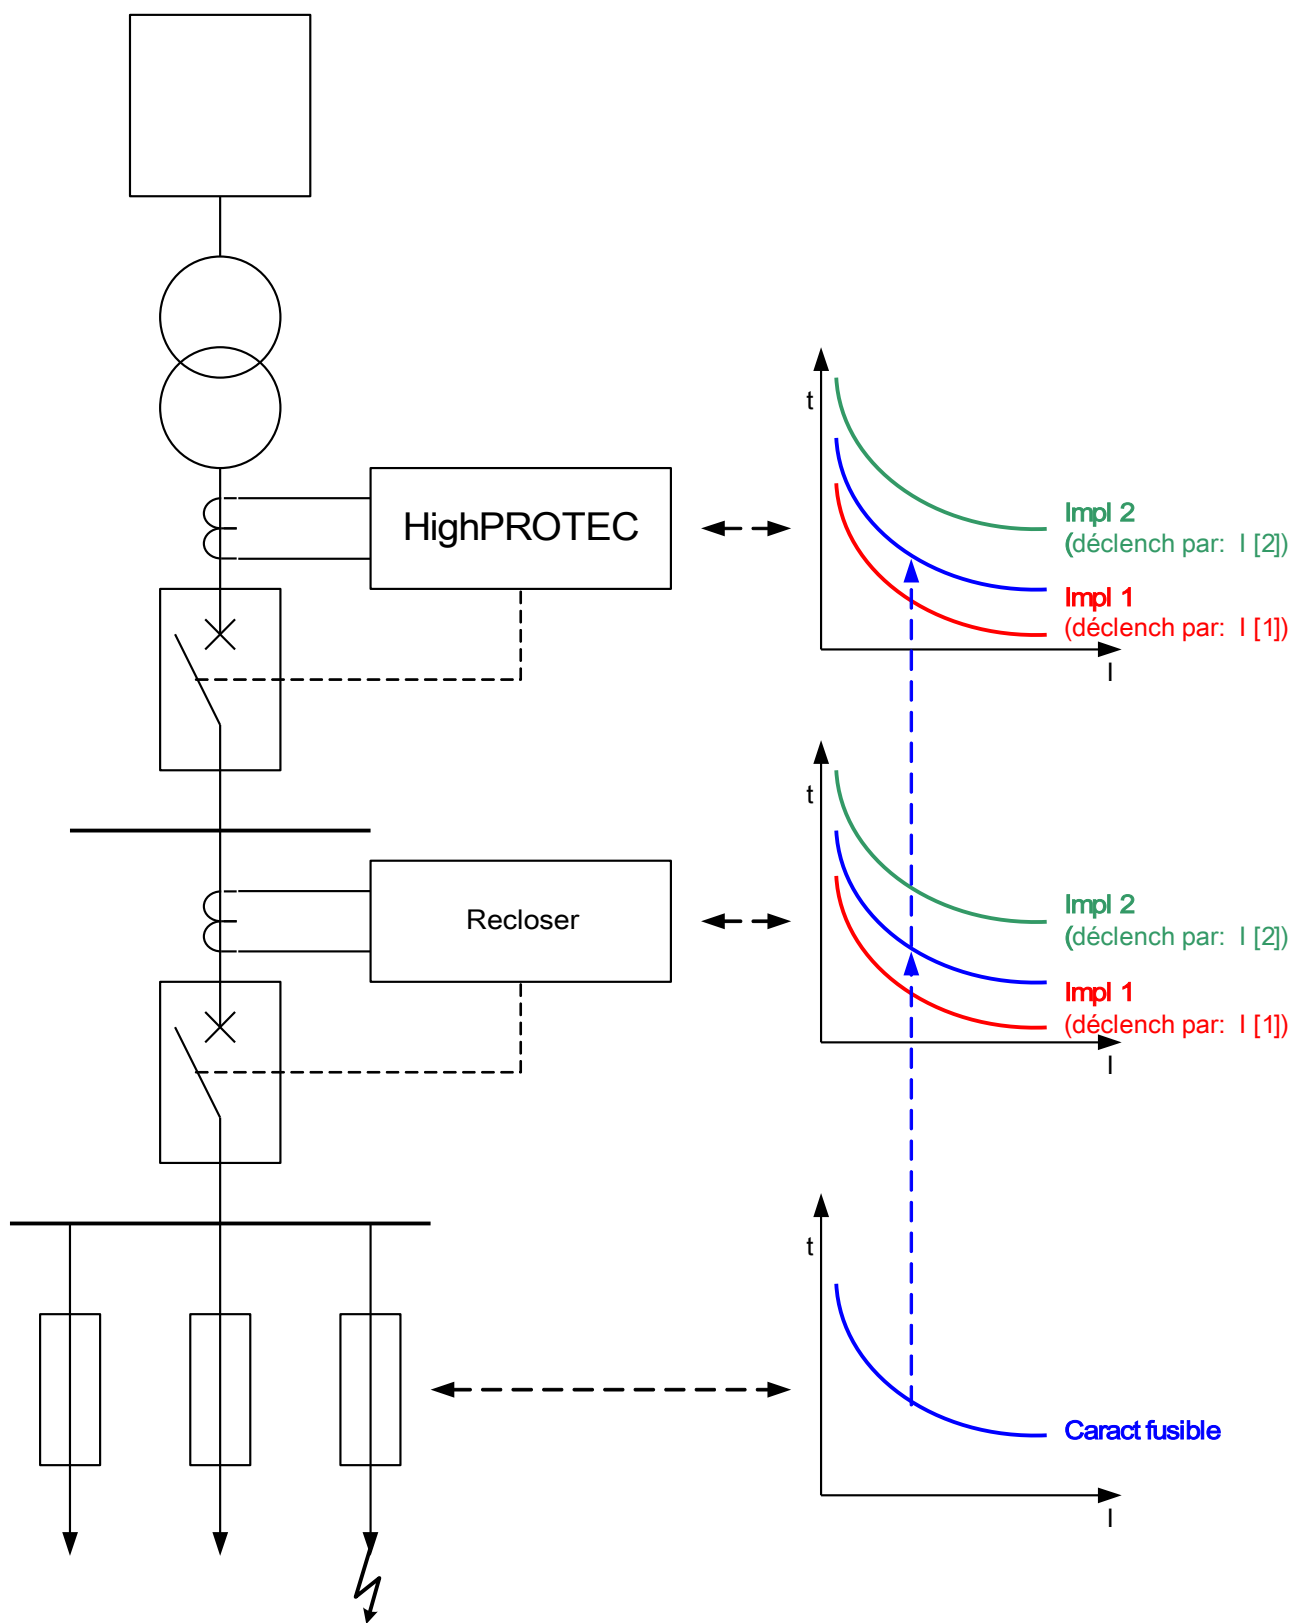 t
HighPROTEC
Impl 2
(déclench par: I [2])
Impl 1
(déclench par: I [1])
I
t
Recloser
Impl 2
(déclench par: I [2])
Impl 1
(déclench par: I [1])
I
t
Caract fusible
I